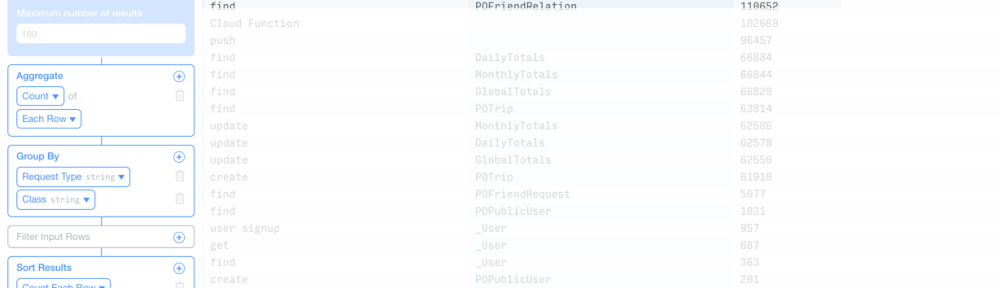 Maximum number of results
100
Aggregate
Count ▼ of
Each Row ▼
Group By
Request Type string ▼
Class string ▼
Filter Input Rows
Sort Results
Count Each Row ▼
find POFriendRelation 110652
Cloud Function 102669
push 96457
find DailyTotals 66884
find MonthlyTotals 66844
find GlobalTotals 66829
find POTrip 63814
update MonthlyTotals 62586
update DailyTotals 62578
update GlobalTotals 62550
create POTrip 61910
find POFriendRequest 5077
find POPublicUser 1031
user signup _User 957
get _User 687
find _User 363
create POPublicUser 201